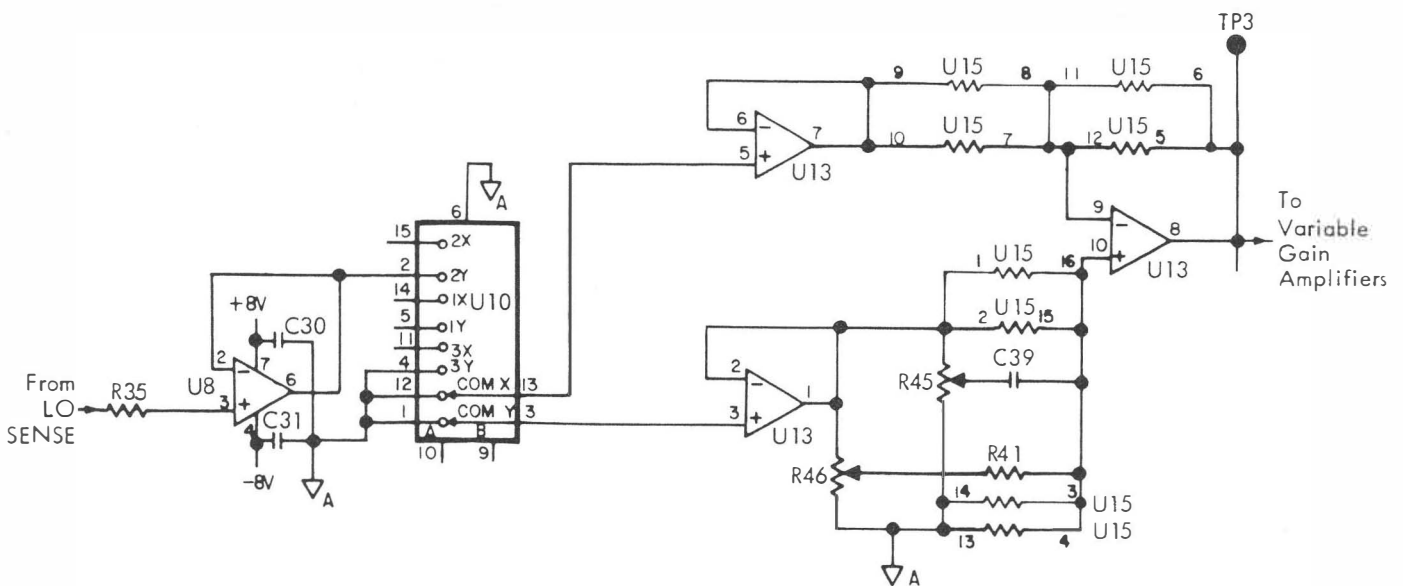 TP3
9 U15 8 11 U15 6
6 − 7 10 U15 7 12 U15 5
5 + U13
A
6
15 2X
2 2Y
14 1X U10
5 1Y
11 3X
4 3Y
12 COM X 13
1 COM Y 3
A B
10 9
9 − 8
10 + U13
To
Variable
Gain
Amplifiers
+8V C30
2 − 7
U8 6
3 +
4 C31
−8V
A
From
LO
SENSE
R35
1 U15 16
2 U15 15
2 − 1
3 + U13
R45 C39
R46 R41
14 3 U15
13 4 U15
A